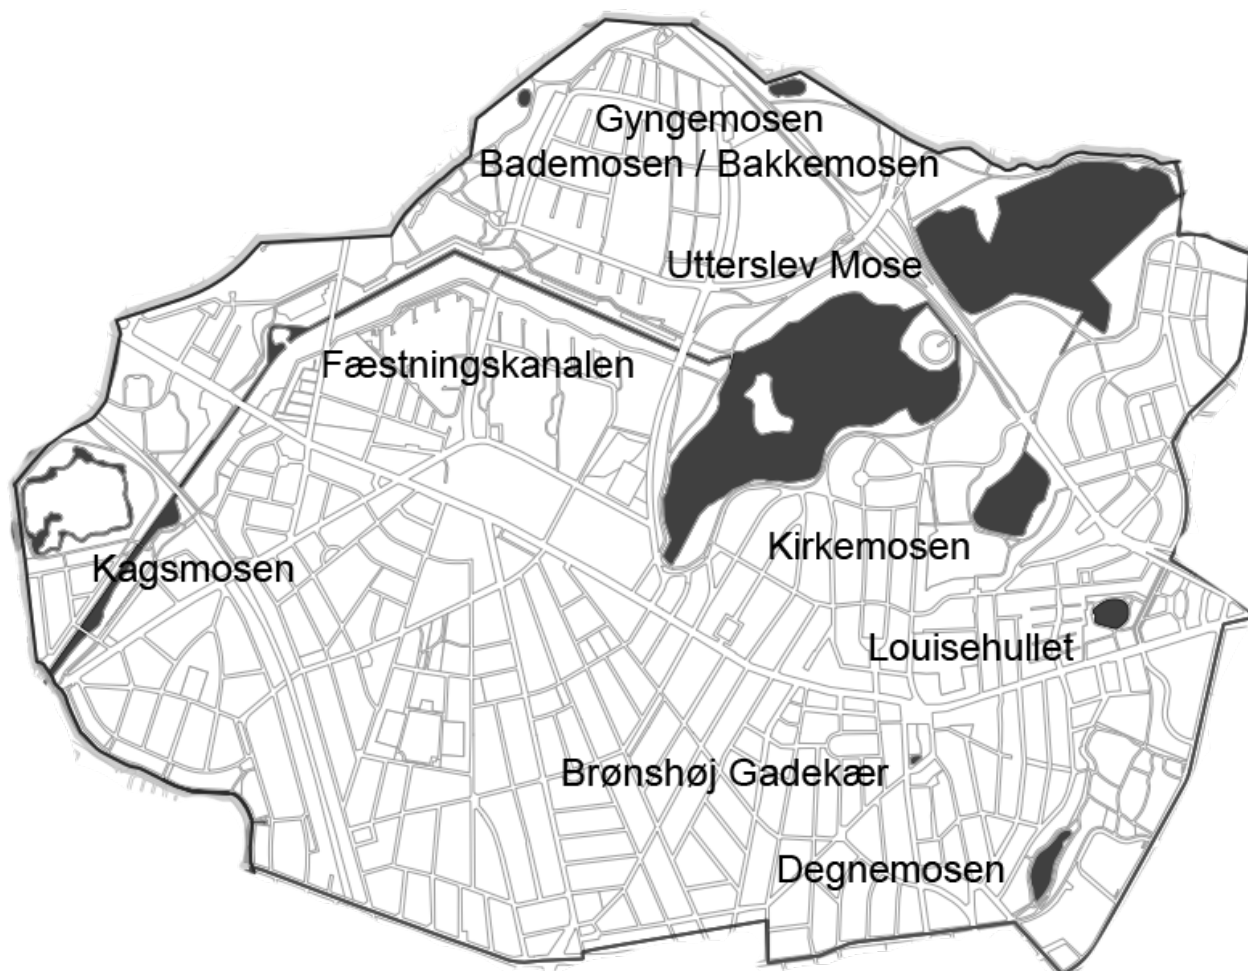 Gyngemosen
Bademosen / Bakkemosen
Utterslev Mose
Fæstningskanalen
Kirkemosen
Kagsmosen
Louisehullet
Brønshøj Gadekær
Degnemosen